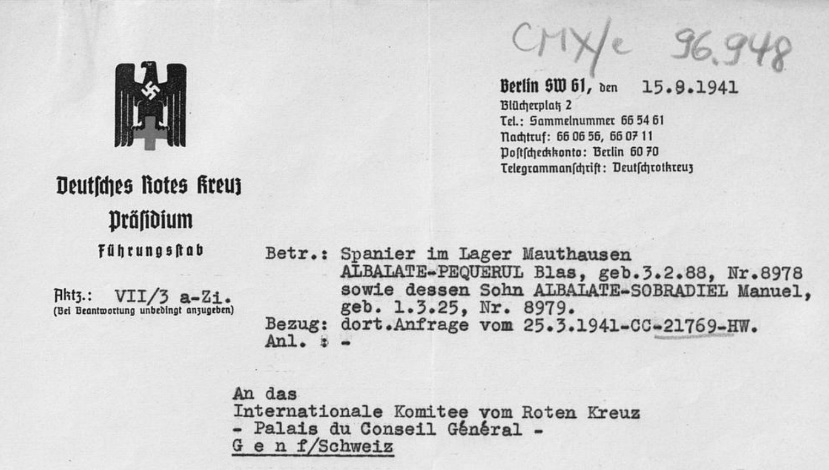 CMX/c 96.948
Berlin SW 61, den 15.8.1941
Blücherplatz 2
Tel.: Sammelnummer 66 54 61
Nachtruf: 66 06 56, 66 07 11
Postscheckkonto: Berlin 60 70
Telegrammanschrift: Deutschrotkreuz
Deutsches Rotes Kreuz
Präsidium
Führungsstab
Aktz.: VII/3 a-Zi.
(Bei Beantwortung unbedingt anzugeben)
Betr.: Spanier im Lager Mauthausen
ALBALATE-PEQUERUL Blas, geb.3.2.88, Nr.8978
sowie dessen Sohn ALBALATE-SOBRADIEL Manuel,
geb. 1.3.25, Nr. 8979.
Bezug: dort.Anfrage vom 25.3.1941-CC-21769-HW.
Anl. : -
An das
Internationale Komitee vom Roten Kreuz
- Palais du Conseil Général -
G e n f/Schweiz